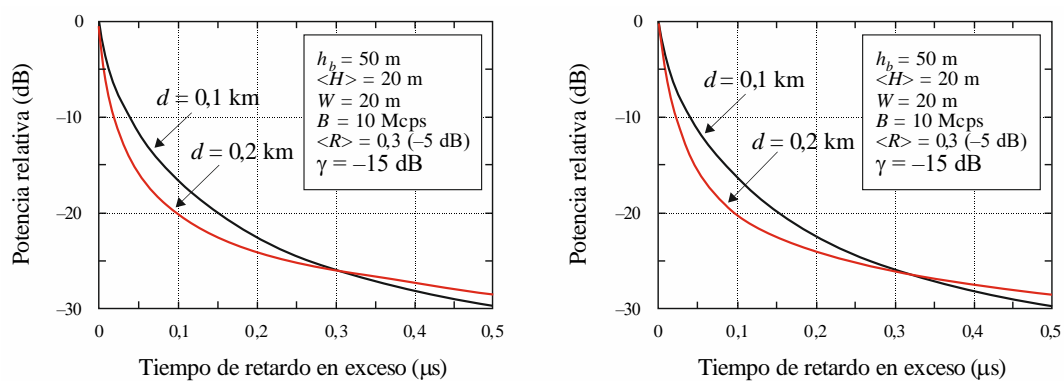 Potencia relativa (dB)
0
–10
–20
–30
h_b = 50 m
<H> = 20 m
W = 20 m
B = 10 Mcps
<R> = 0,3 (–5 dB)
γ = –15 dB
d = 0,1 km
d = 0,2 km
0 0,1 0,2 0,3 0,4 0,5
Tiempo de retardo en exceso (μs)
Potencia relativa (dB)
0
–10
–20
–30
h_b = 50 m
<H> = 20 m
W = 20 m
B = 10 Mcps
<R> = 0,3 (–5 dB)
γ = –15 dB
d = 0,1 km
d = 0,2 km
0 0,1 0,2 0,3 0,4 0,5
Tiempo de retardo en exceso (μs)